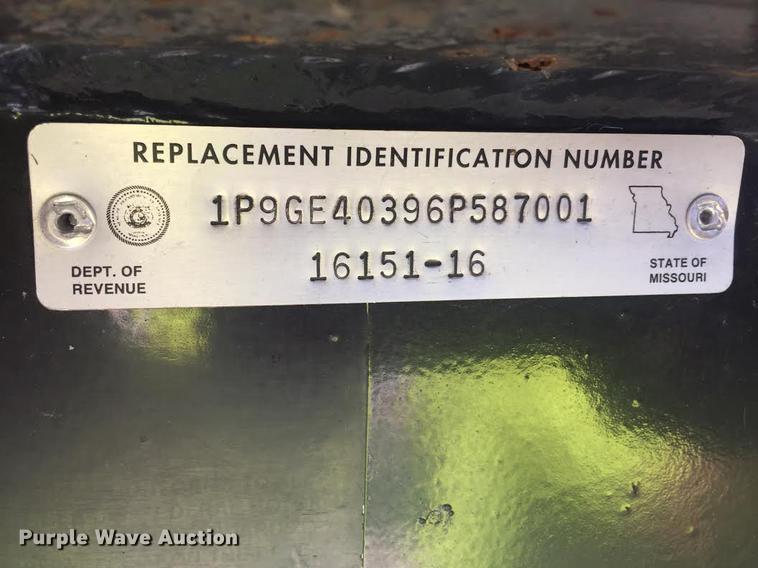 REPLACEMENT IDENTIFICATION NUMBER
1P9GE40396P587001
16151-16
DEPT. OF
REVENUE
STATE OF
MISSOURI
Purple Wave Auction